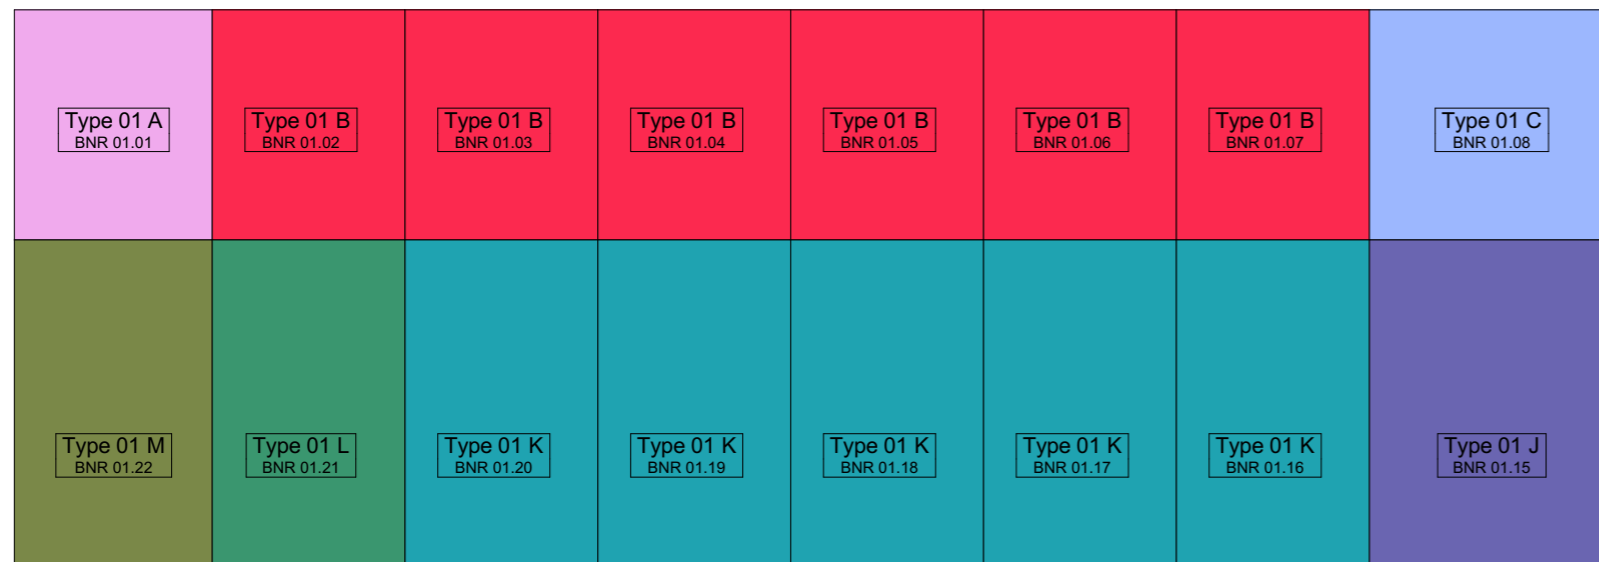 Type 01 A
BNR 01.01
Type 01 B
BNR 01.02
Type 01 B
BNR 01.03
Type 01 B
BNR 01.04
Type 01 B
BNR 01.05
Type 01 B
BNR 01.06
Type 01 B
BNR 01.07
Type 01 C
BNR 01.08
Type 01 M
BNR 01.22
Type 01 L
BNR 01.21
Type 01 K
BNR 01.20
Type 01 K
BNR 01.19
Type 01 K
BNR 01.18
Type 01 K
BNR 01.17
Type 01 K
BNR 01.16
Type 01 J
BNR 01.15